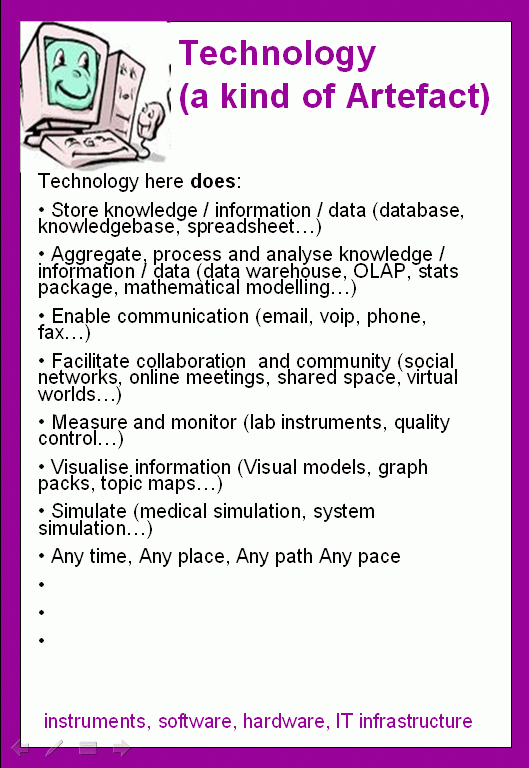 Technology
(a kind of Artefact)
Technology here does:
• Store knowledge / information / data (database,
knowledgebase, spreadsheet…)
• Aggregate, process and analyse knowledge /
information / data (data warehouse, OLAP, stats
package, mathematical modelling…)
• Enable communication (email, voip, phone,
fax…)
• Facilitate collaboration  and community (social
networks, online meetings, shared space, virtual
worlds…)
• Measure and monitor (lab instruments, quality
control…)
• Visualise information (Visual models, graph
packs, topic maps…)
• Simulate (medical simulation, system
simulation…)
• Any time, Any place, Any path Any pace
•
•
•
instruments, software, hardware, IT infrastructure